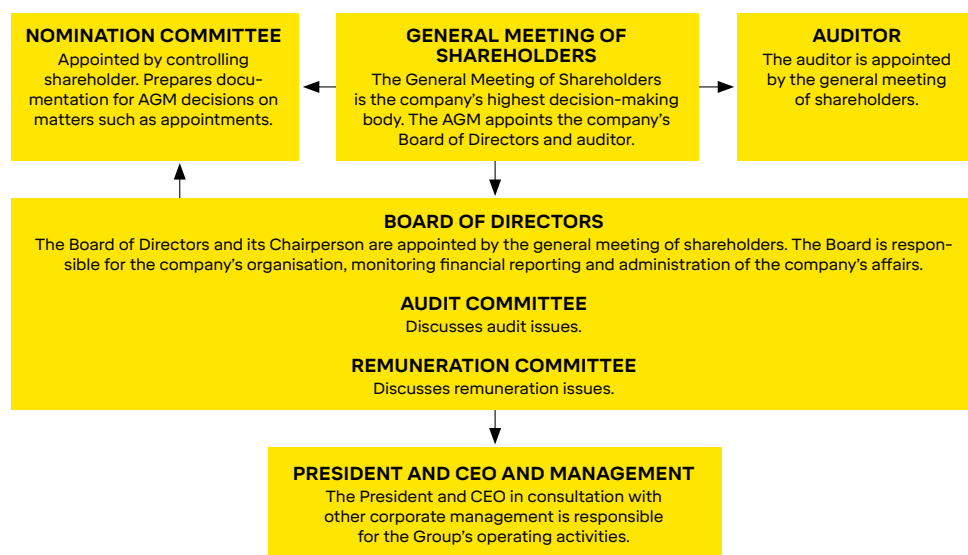 NOMINATION COMMITTEE
Appointed by controlling
shareholder. Prepares docu-
mentation for AGM decisions on
matters such as appointments.
GENERAL MEETING OF
SHAREHOLDERS
The General Meeting of Shareholders
is the company's highest decision-making
body. The AGM appoints the company's
Board of Directors and auditor.
AUDITOR
The auditor is appointed
by the general meeting
of shareholders.
BOARD OF DIRECTORS
The Board of Directors and its Chairperson are appointed by the general meeting of shareholders. The Board is respon-
sible for the company's organisation, monitoring financial reporting and administration of the company's affairs.
AUDIT COMMITTEE
Discusses audit issues.
REMUNERATION COMMITTEE
Discusses remuneration issues.
PRESIDENT AND CEO AND MANAGEMENT
The President and CEO in consultation with
other corporate management is responsible
for the Group's operating activities.